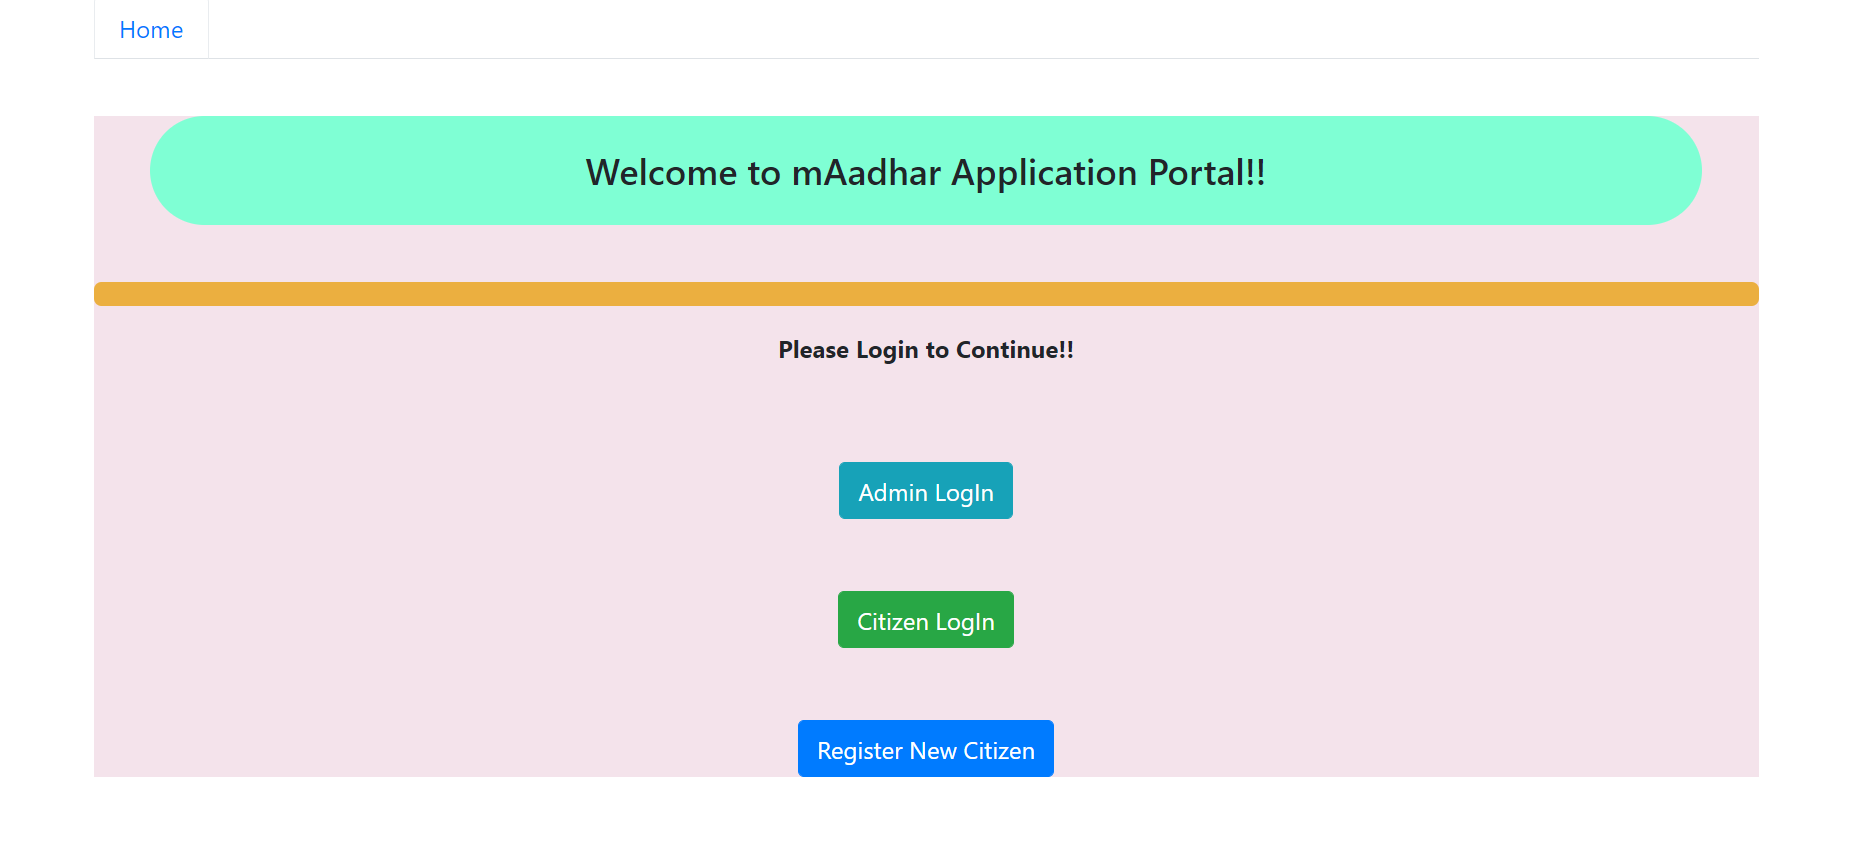 Home
Welcome to mAadhar Application Portal!!
Please Login to Continue!!
Admin LogIn
Citizen LogIn
Register New Citizen